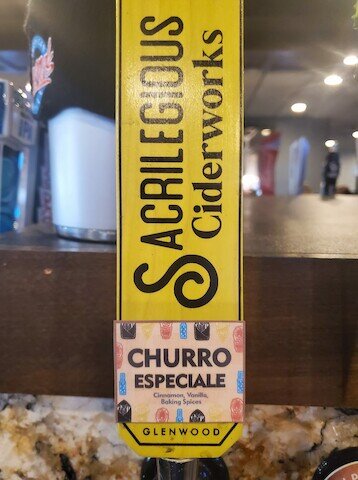 SACRILEGIOUS
Ciderworks
CHURRO
ESPECIALE
Cinnamon, Vanilla,
Baking Spices
GLENWOOD